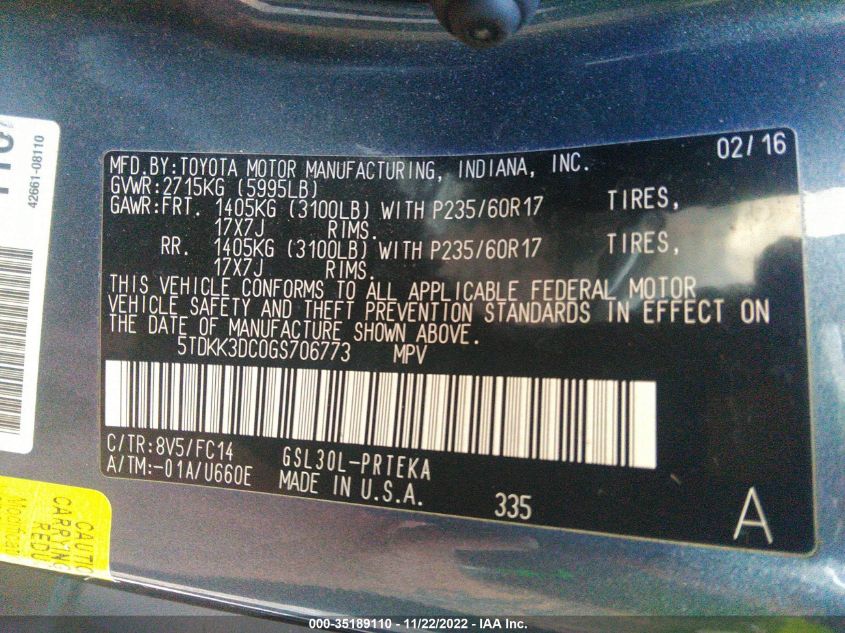 42661-08110
MFD.BY:TOYOTA MOTOR MANUFACTURING, INDIANA, INC. 02/16
GVWR:2715KG (5995LB)
GAWR:FRT. 1405KG (3100LB) WITH P235/60R17 TIRES,
17X7J RIMS.
RR. 1405KG (3100LB) WITH P235/60R17 TIRES,
17X7J RIMS.
THIS VEHICLE CONFORMS TO ALL APPLICABLE FEDERAL MOTOR
VEHICLE SAFETY AND THEFT PREVENTION STANDARDS IN EFFECT ON
THE DATE OF MANUFACTURE SHOWN ABOVE.
5TDKK3DC0GS706773 MPV
C/TR:8V5/FC14 GSL30L-PRTEKA
A/TM:-01A/U660E MADE IN U.S.A. 335 A
CAUTIO
CARRYING
REDU
000-35189110 - 11/22/2022 - IAA Inc.